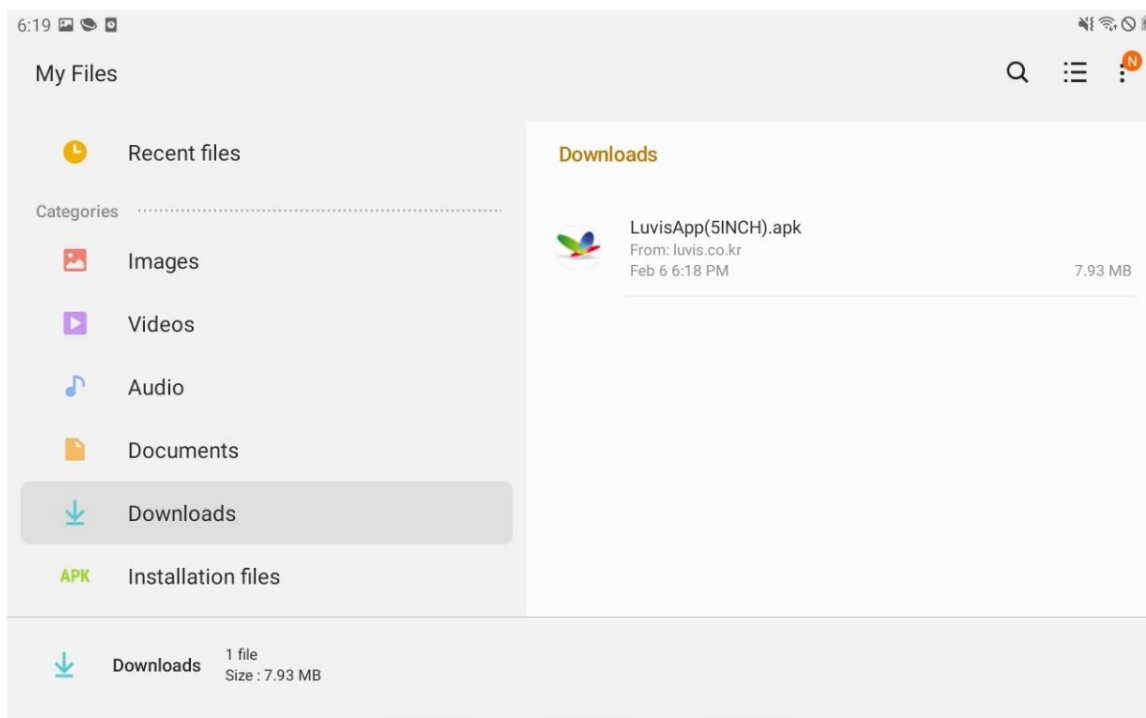 6:19
My Files
N
Recent files
Categories
Images
Videos
Audio
Documents
Downloads
APK Installation files
Downloads
LuvisApp(5INCH).apk
From: luvis.co.kr
Feb 6 6:18 PM 7.93 MB
Downloads
1 file
Size : 7.93 MB